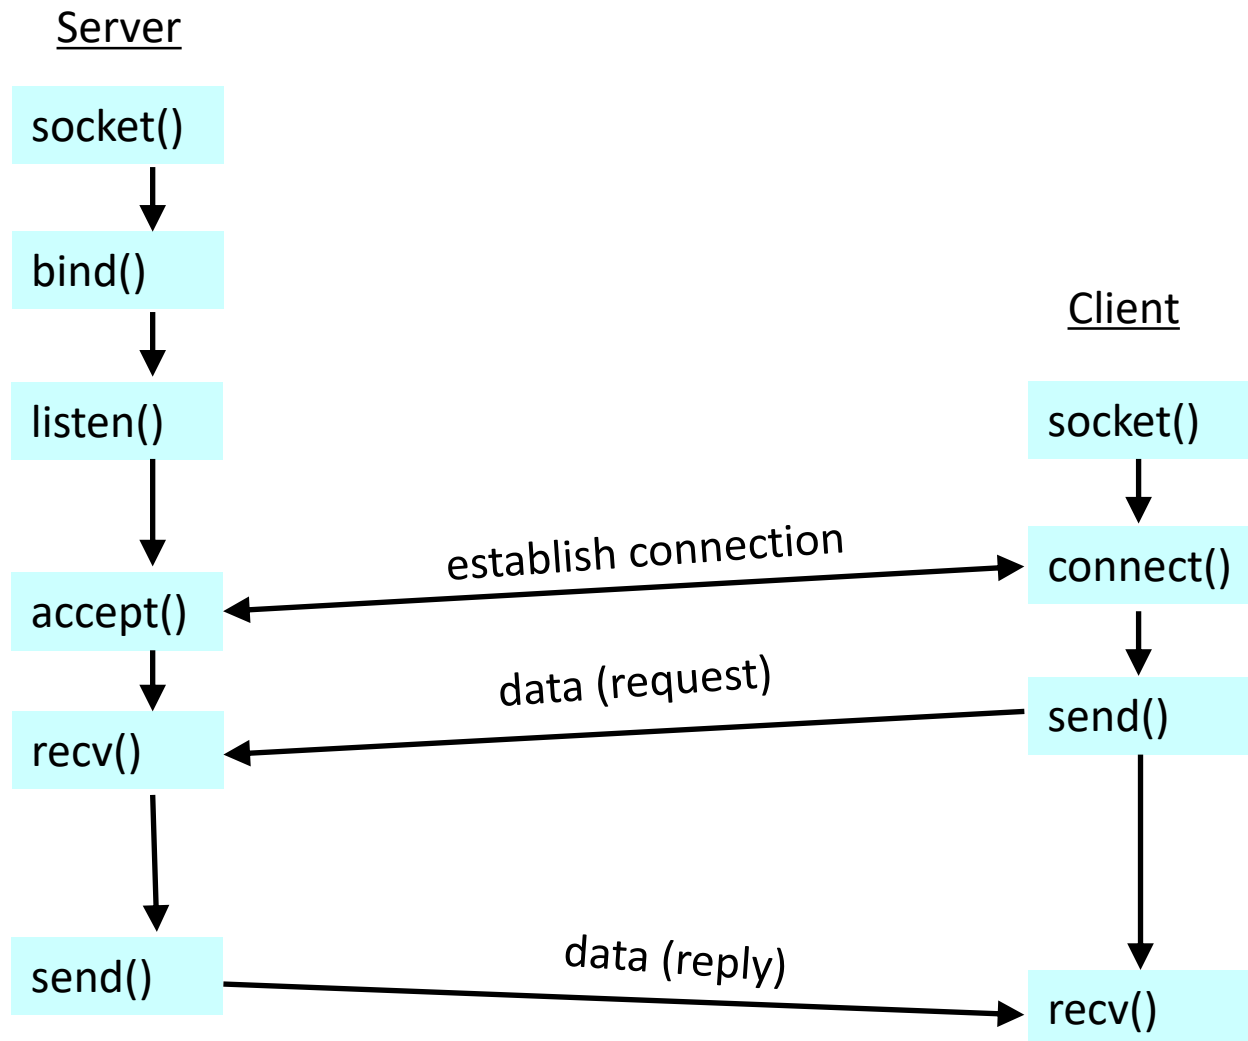 Server
socket()
bind()
Client
listen()
socket()
establish connection
connect()
accept()
data (request)
send()
recv()
data (reply)
send()
recv()